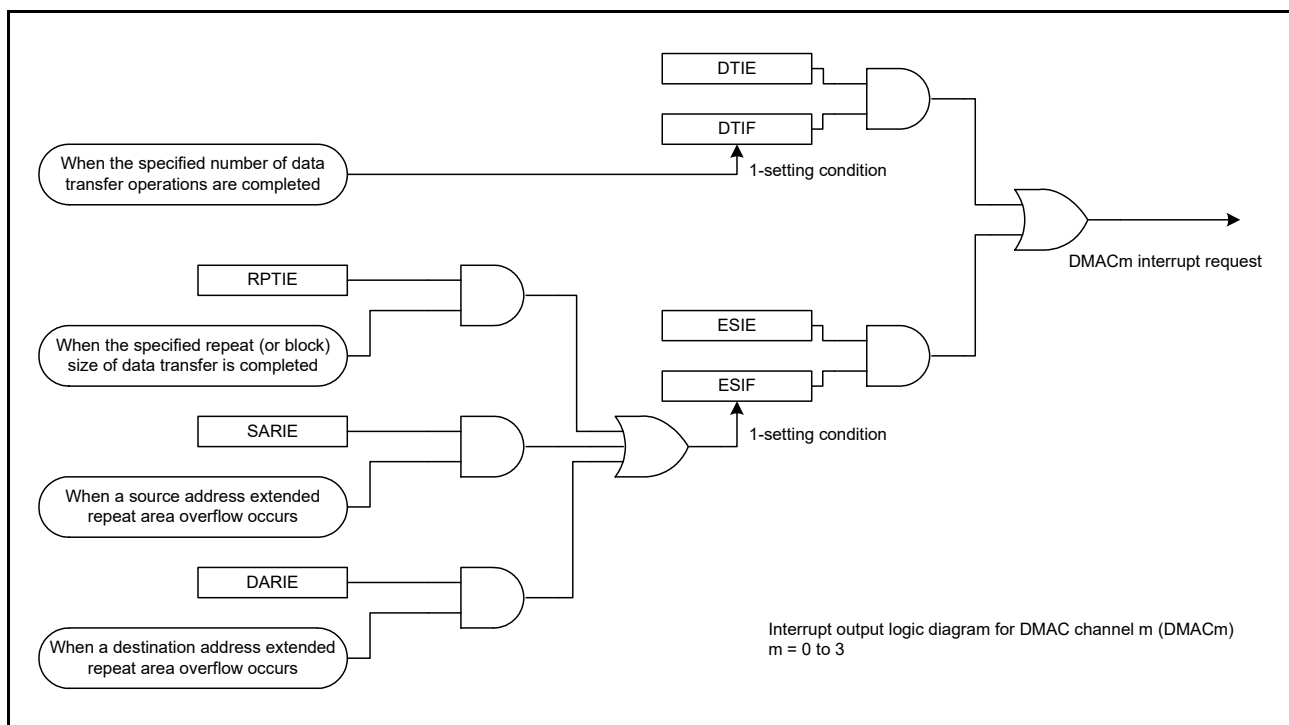 DTIE
DTIF
When the specified number of data
transfer operations are completed
1-setting condition
DMACm interrupt request
RPTIE
When the specified repeat (or block)
size of data transfer is completed
ESIE
ESIF
1-setting condition
SARIE
When a source address extended
repeat area overflow occurs
DARIE
When a destination address extended
repeat area overflow occurs
Interrupt output logic diagram for DMAC channel m (DMACm)
m = 0 to 3